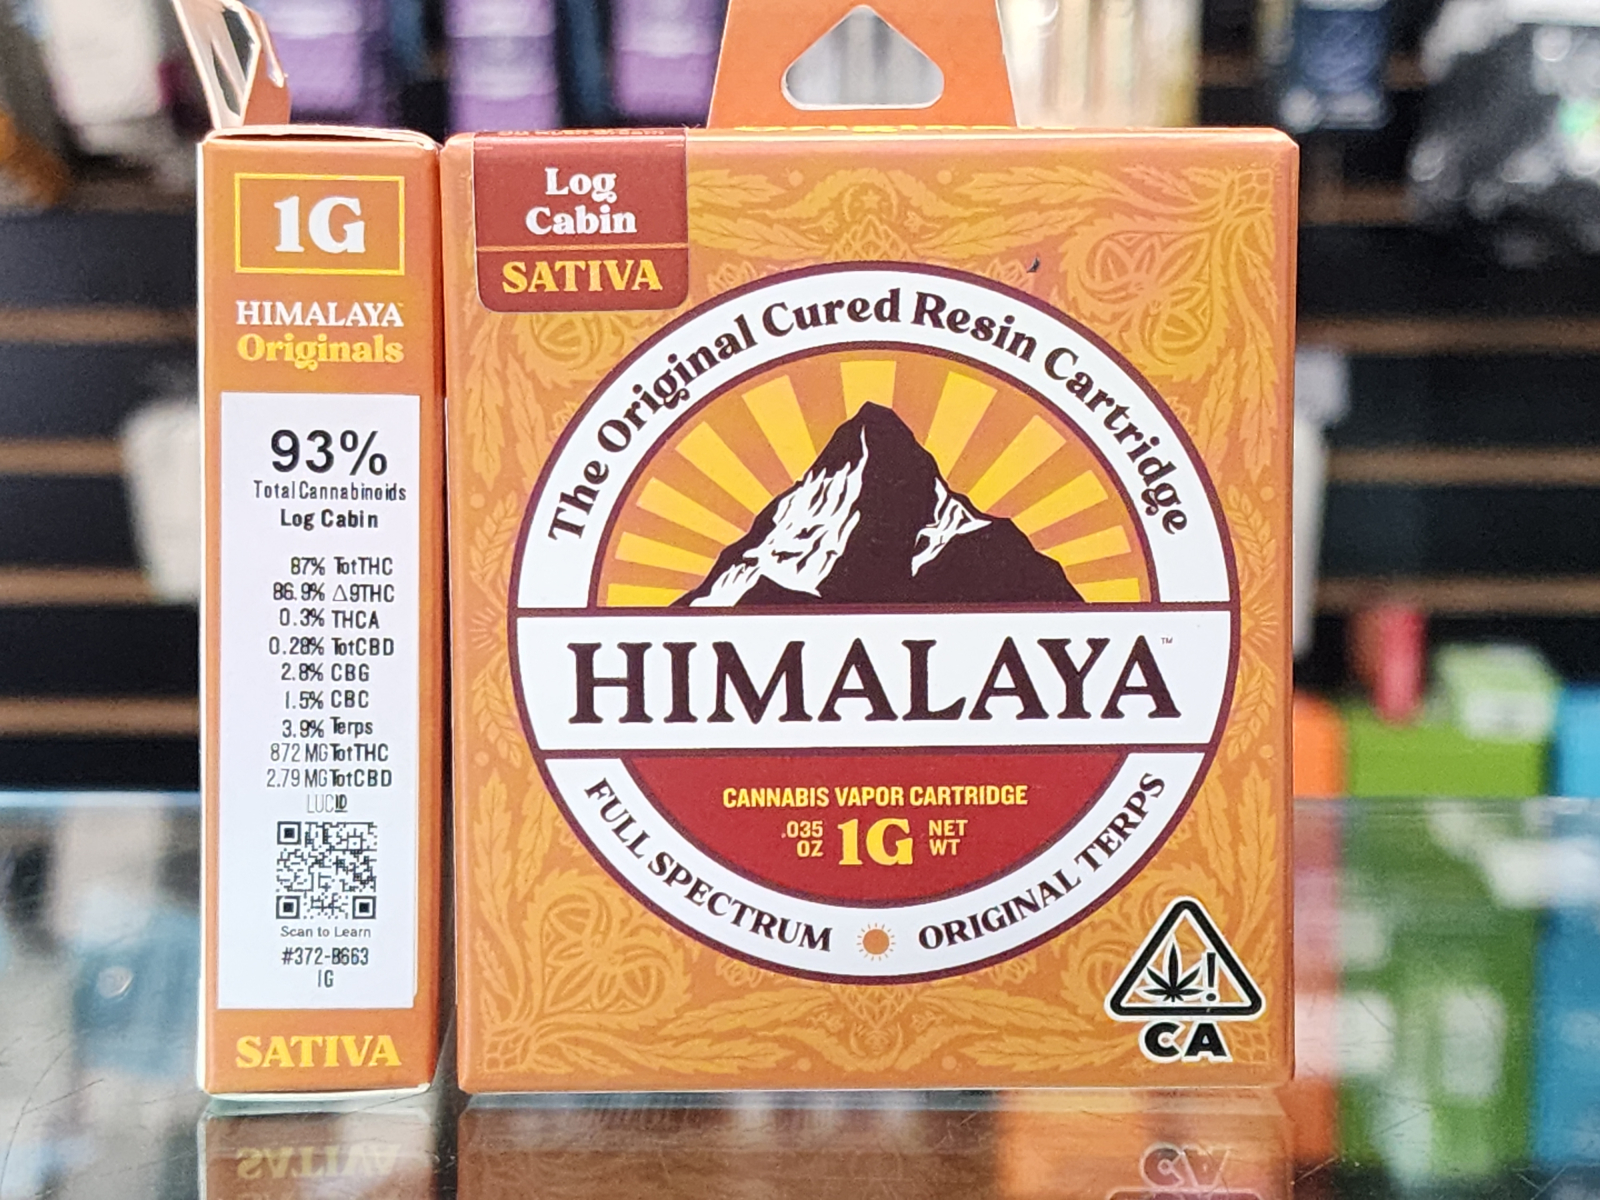 1G
HIMALAYA
Originals
93%
Total Cannabinoids
Log Cabin
87% TotTHC
86.9% Δ9THC
0.3% THCA
0.28% TotCBD
2.8% CBG
1.5% CBC
3.9% Terps
872 MG TotTHC
2.79 MG TotCBD
LUCID
Scan to Learn
#372-B663
1G
SATIVA
Log
Cabin
SATIVA
The Original Cured Resin Cartridge
HIMALAYA™
CANNABIS VAPOR CARTRIDGE
.035 OZ 1G NET WT
FULL SPECTRUM ORIGINAL TERPS
CA